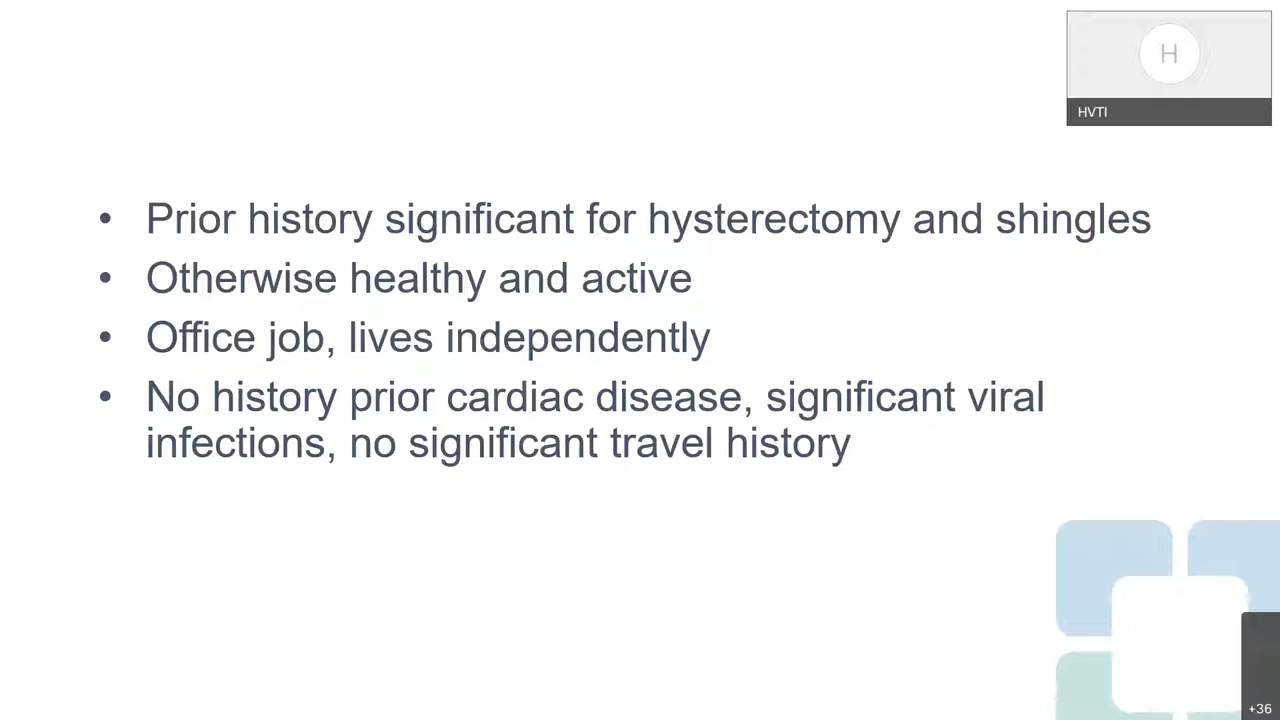 H
HVTI
• Prior history significant for hysterectomy and shingles
• Otherwise healthy and active
• Office job, lives independently
• No history prior cardiac disease, significant viral
infections, no significant travel history
+36